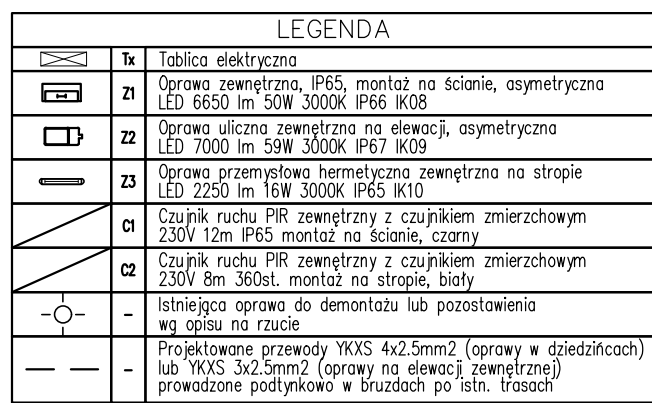 LEGENDA
Tx Tablica elektryczna
Z1 Oprawa zewnętrzna, IP65, montaż na ścianie, asymetryczna
LED 6650 lm 50W 3000K IP66 IK08
Z2 Oprawa uliczna zewnętrzna na elewacji, asymetryczna
LED 7000 lm 59W 3000K IP67 IK09
Z3 Oprawa przemysłowa hermetyczna zewnętrzna na stropie
LED 2250 lm 16W 3000K IP65 IK10
C1 Czujnik ruchu PIR zewnętrzny z czujnikiem zmierzchowym
230V 12m IP65 montaż na ścianie, czarny
C2 Czujnik ruchu PIR zewnętrzny z czujnikiem zmierzchowym
230V 8m 360st. montaż na stropie, biały
- Istniejąca oprawa do demontażu lub pozostawienia
wg opisu na rzucie
- Projektowane przewody YKXS 4x2.5mm2 (oprawy w dziedzińcach)
lub YKXS 3x2.5mm2 (oprawy na elewacji zewnętrznej)
prowadzone podtynkowo w bruzdach po istn. trasach